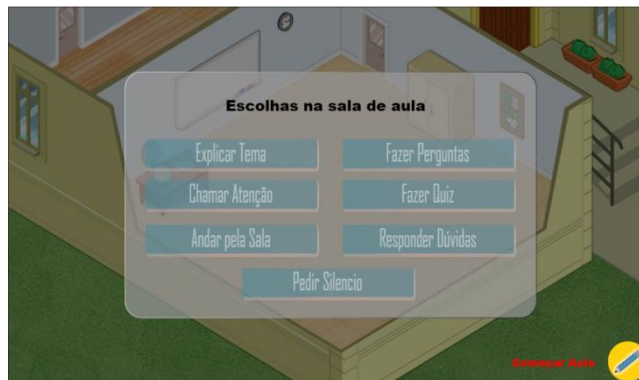 Escolhas na sala de aula
Explicar Tema
Fazer Perguntas
Chamar Atenção
Fazer Quiz
Andar pela Sala
Responder Dúvidas
Pedir Silencio
Começar Aula